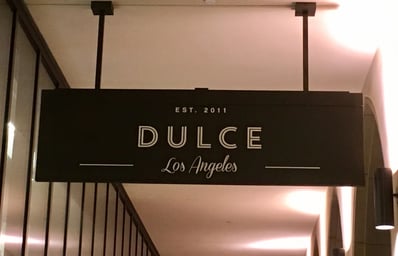 EST. 2011
DULCE
Los Angeles